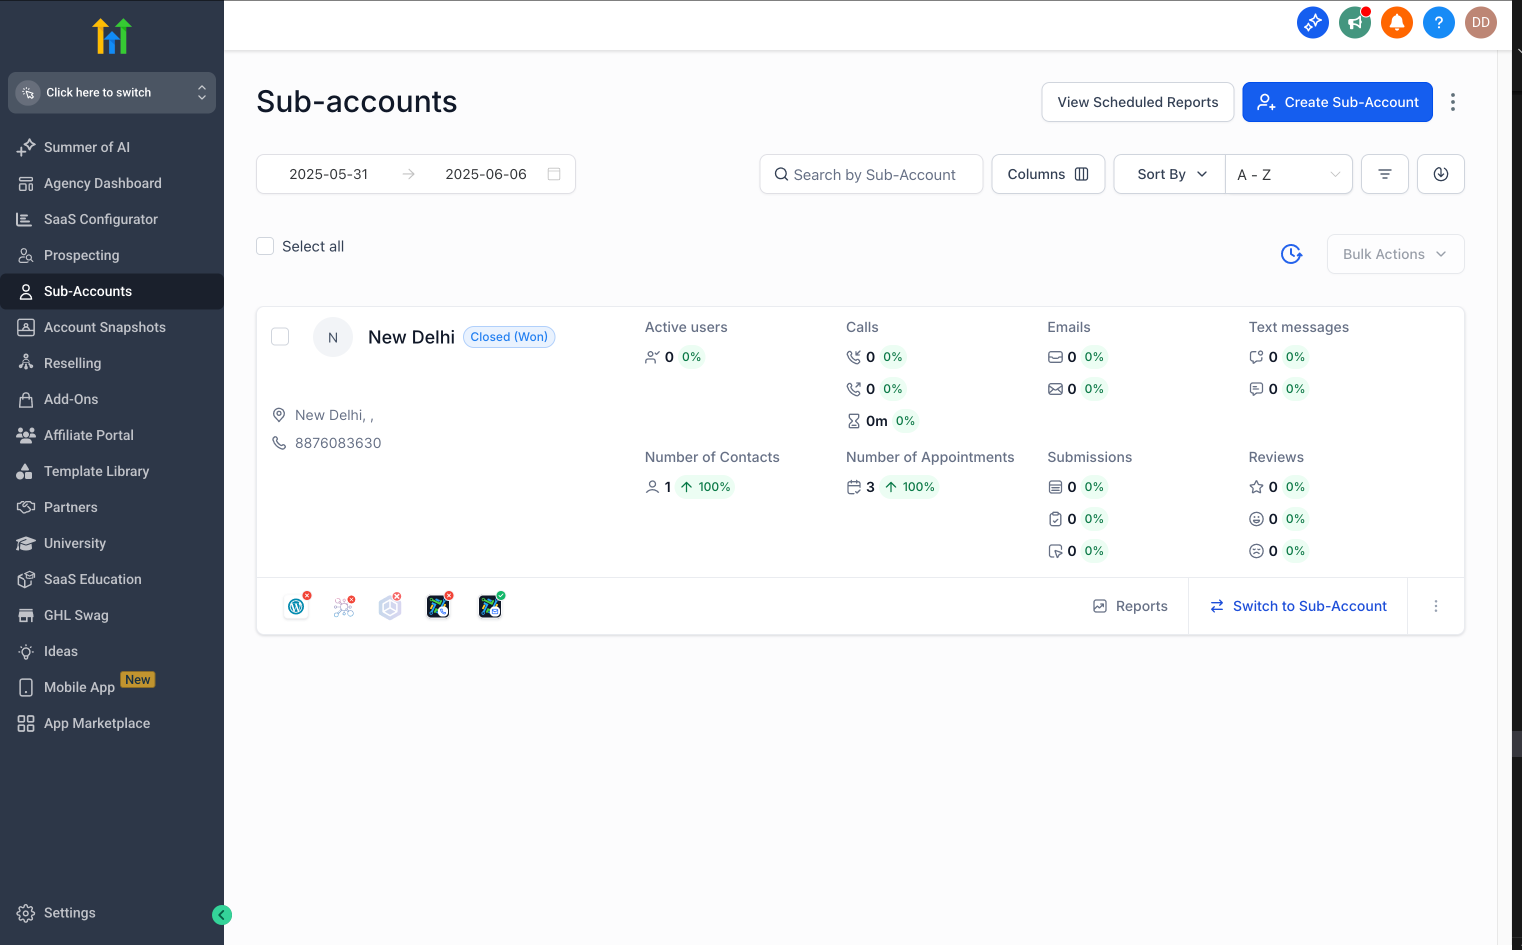 DD
Click here to switch
Summer of AI
Agency Dashboard
SaaS Configurator
Prospecting
Sub-Accounts
Account Snapshots
Reselling
Add-Ons
Affiliate Portal
Template Library
Partners
University
SaaS Education
GHL Swag
Ideas
Mobile App New
App Marketplace
Settings
Sub-accounts
View Scheduled Reports
Create Sub-Account
2025-05-31
2025-06-06
Search by Sub-Account
Columns
Sort By
A - Z
Select all
Bulk Actions
N
New Delhi
Closed (Won)
New Delhi, ,
8876083630
Active users
0 0%
Calls
0 0%
0 0%
0m 0%
Emails
0 0%
0 0%
Text messages
0 0%
0 0%
Number of Contacts
1 100%
Number of Appointments
3 100%
Submissions
0 0%
0 0%
0 0%
Reviews
0 0%
0 0%
0 0%
Reports
Switch to Sub-Account